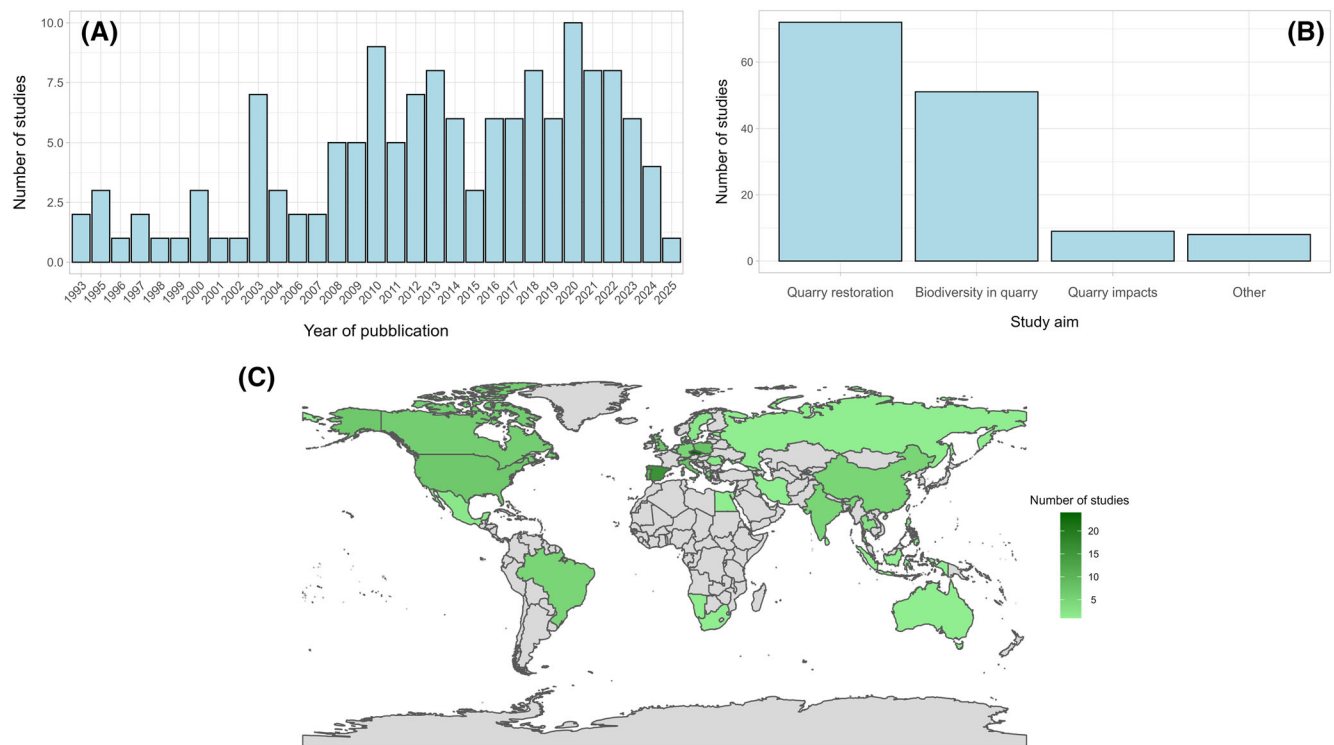 (A)
Number of studies
10.0
7.5
5.0
2.5
0.0
1993 1995 1996 1997 1998 1999 2000 2001 2002 2003 2004 2006 2007 2008 2009 2010 2011 2012 2013 2014 2015 2016 2017 2018 2019 2020 2021 2022 2023 2024 2025
Year of pubblication
(B)
Number of studies
60
40
20
0
Quarry restoration Biodiversity in quarry Quarry impacts Other
Study aim
(C)
Number of studies
20
15
10
5